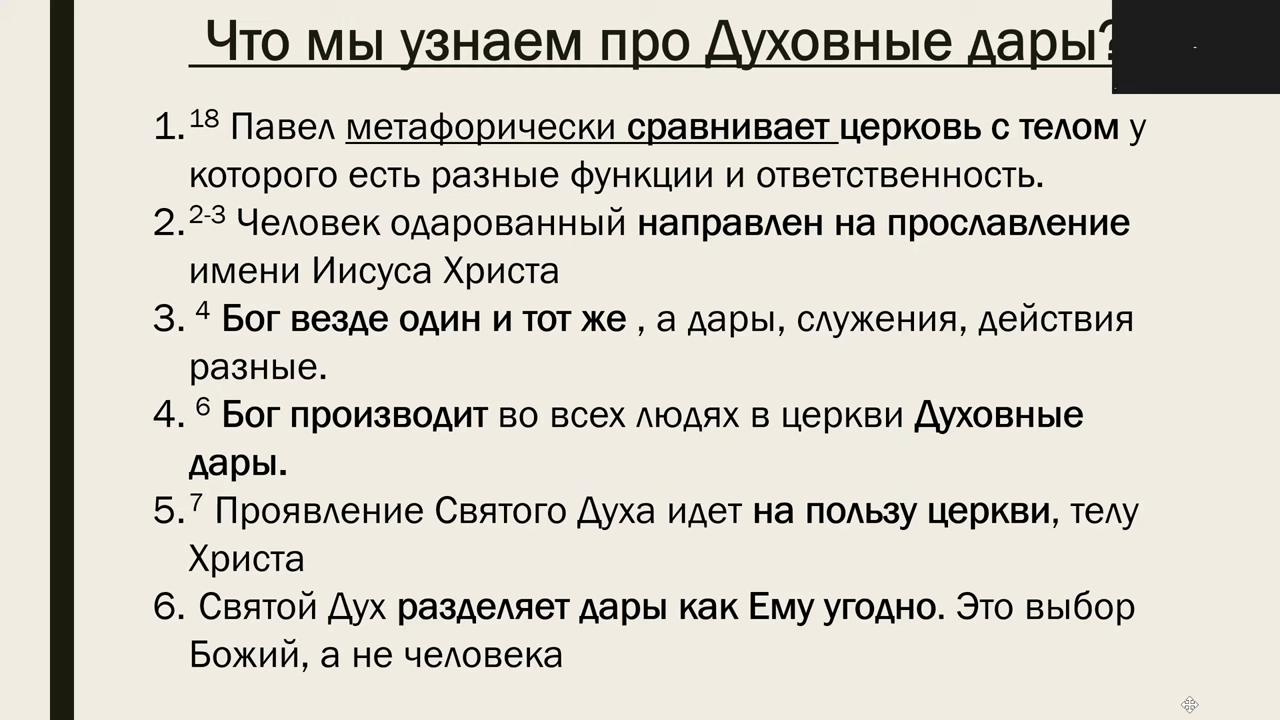 Что мы узнаем про Духовные дары?
1. 18 Павел метафорически сравнивает церковь с телом у
которого есть разные функции и ответственность.
2. 2-3 Человек одарованный направлен на прославление
имени Иисуса Христа
3. 4 Бог везде один и тот же , а дары, служения, действия
разные.
4. 6 Бог производит во всех людях в церкви Духовные
дары.
5. 7 Проявление Святого Духа идет на пользу церкви, телу
Христа
6. Святой Дух разделяет дары как Ему угодно. Это выбор
Божий, а не человека